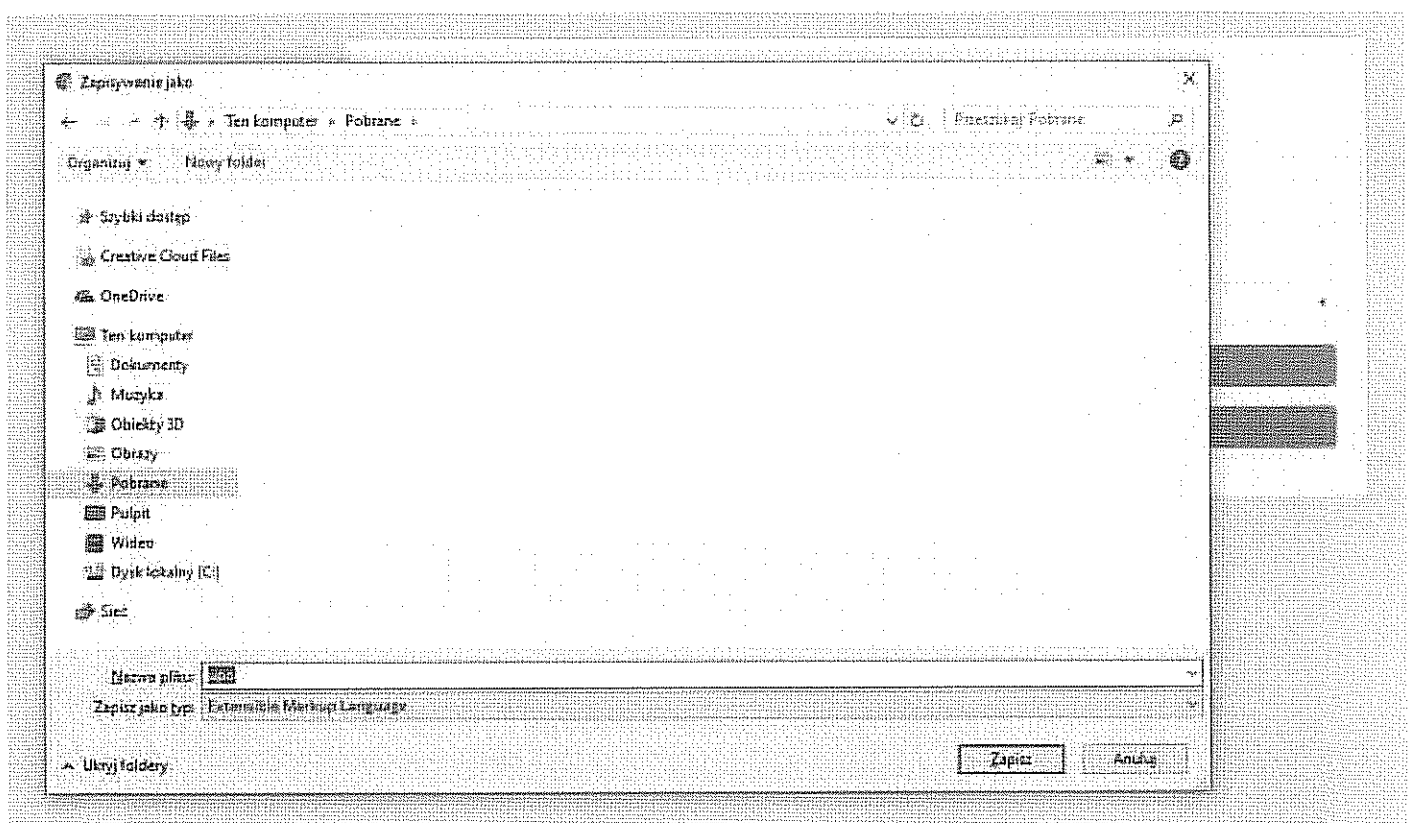 Zapisywanie jako
Ten komputer › Pobrane ›
Przeszukaj: Pobrane
Organizuj
Nowy folder
Szybki dostęp
Creative Cloud Files
OneDrive
Ten komputer
Dokumenty
Muzyka
Obiekty 3D
Obrazy
Pobrane
Pulpit
Wideo
Dysk lokalny (C:)
Sieć
Nazwa pliku:
Zapisz jako typ: Extensible Markup Language
Ukryj foldery
Zapisz
Anuluj